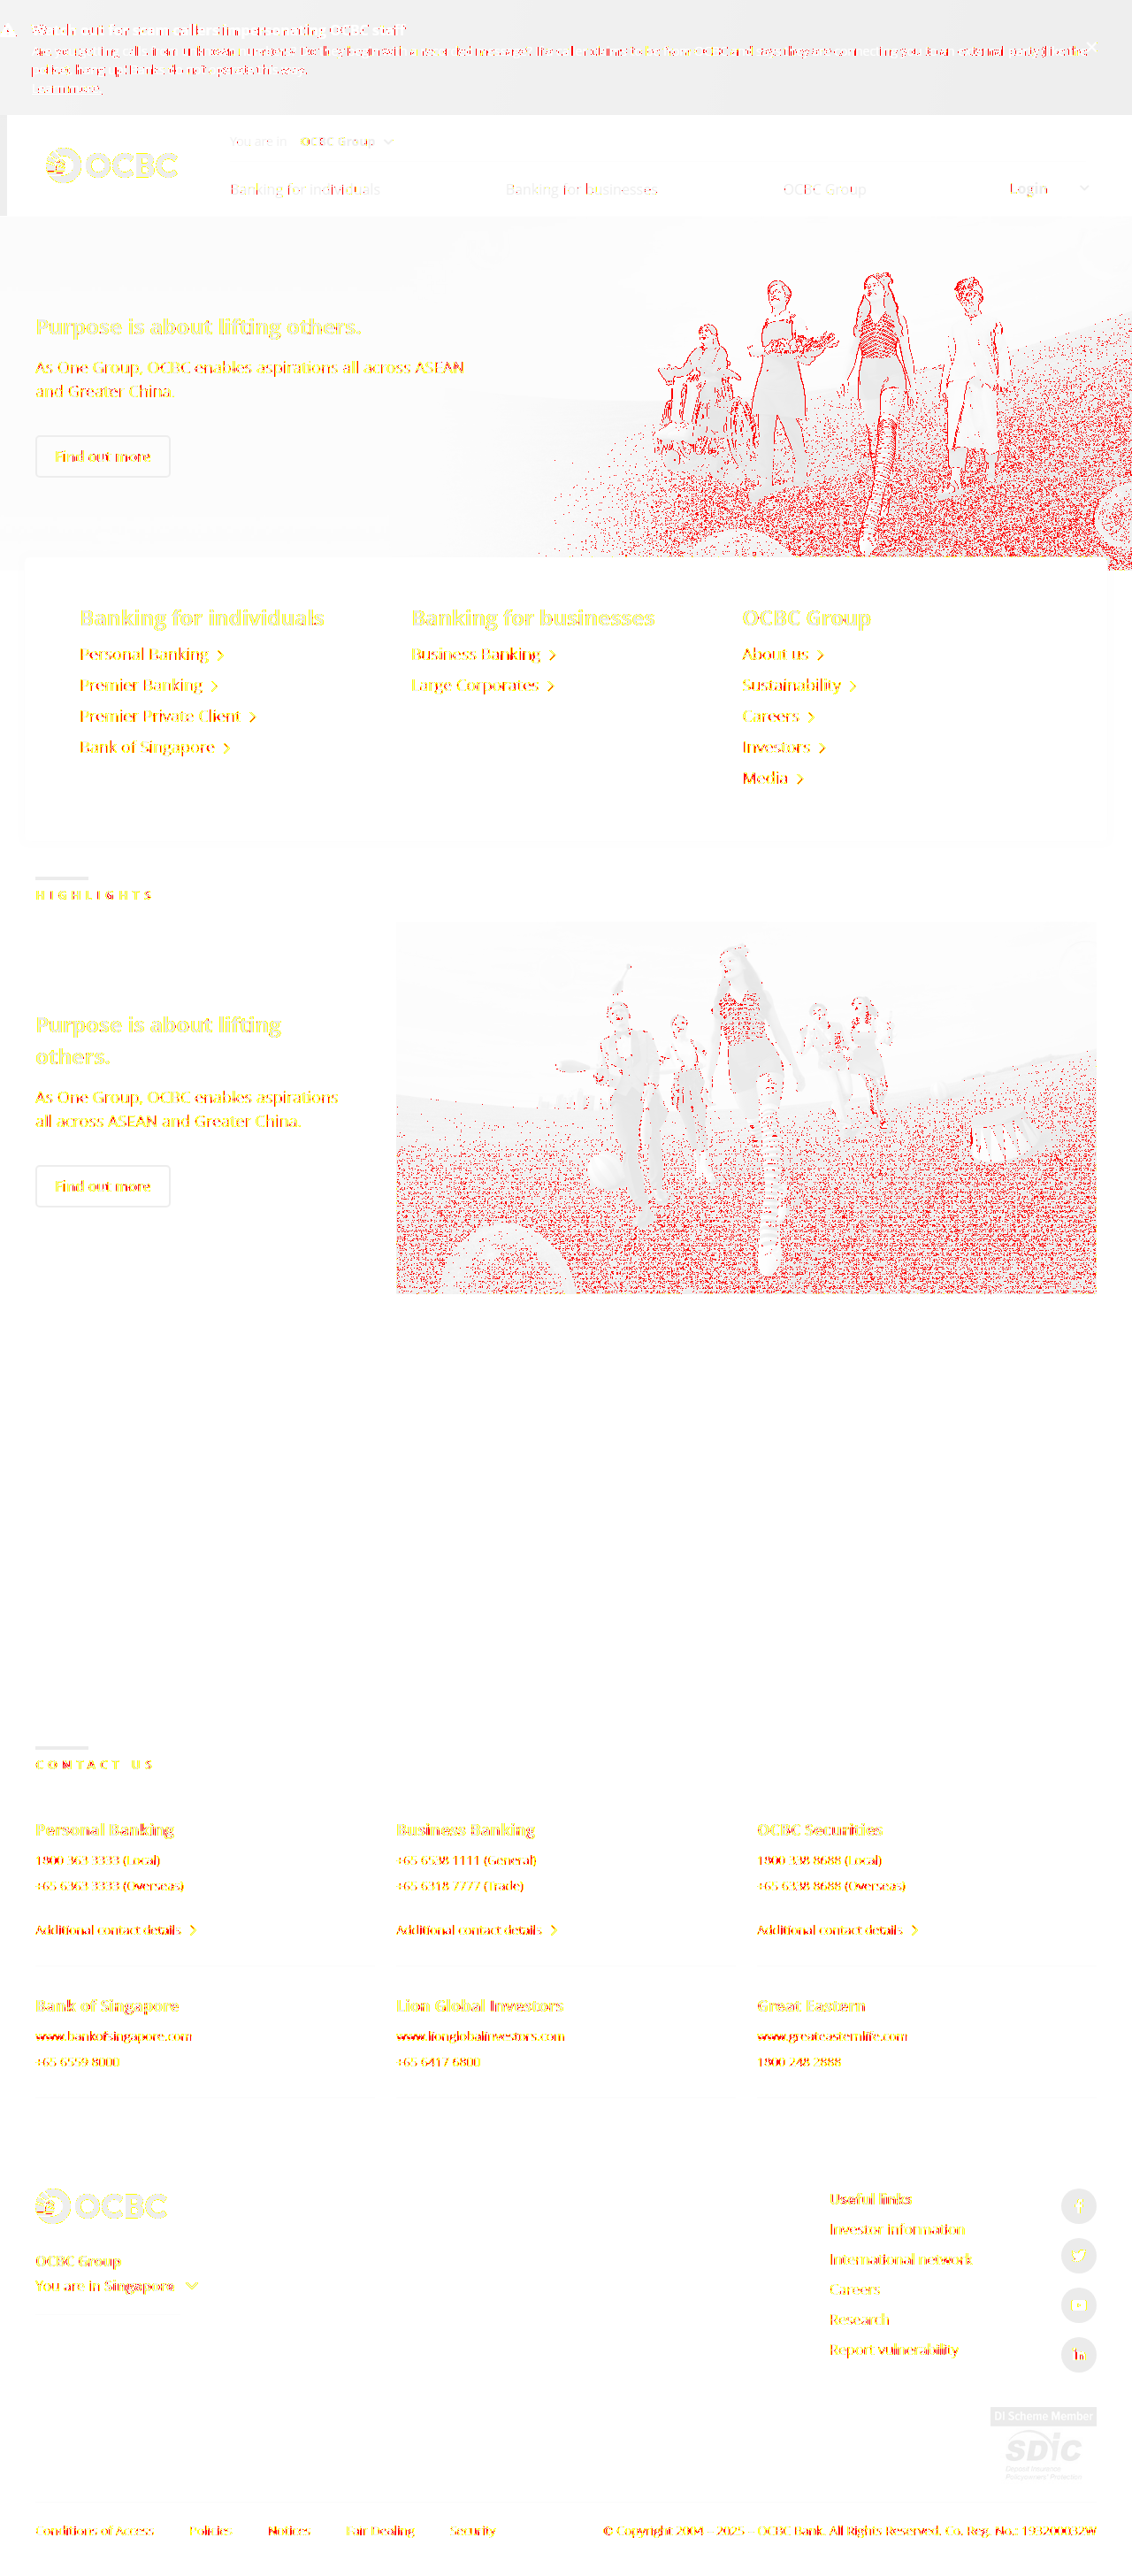 Watch out for scam callers impersonating OCBC staff!
Learn more
You are in OCBC Group
OCBC
Banking for individuals
Banking for businesses
OCBC Group
Login
Purpose is about lifting others.
As One Group, OCBC enables aspirations all across ASEAN
and Greater China.
Find out more
Banking for individuals
Personal Banking
Premier Banking
Premier Private Client
Bank of Singapore
Banking for businesses
Business Banking
Large Corporates
OCBC Group
About us
Sustainability
Careers
Investors
Media
HIGHLIGHTS
Purpose is about lifting
others.
As One Group, OCBC enables aspirations
all across ASEAN and Greater China.
Find out more
CONTACT US
Personal Banking
1800 363 3333 (Local)
+65 6363 3333 (Overseas)
Additional contact details
Business Banking
+65 6538 1111 (General)
+65 6318 7777 (Trade)
Additional contact details
OCBC Securities
1800 338 8688 (Local)
+65 6338 8688 (Overseas)
Additional contact details
Bank of Singapore
www.bankofsingapore.com
+65 6559 8000
Lion Global Investors
www.lionglobalinvestors.com
+65 6417 6800
Great Eastern
www.greateasternlife.com
1800 248 2888
OCBC
OCBC Group
You are in Singapore
Useful links
Investor information
International network
Careers
Research
Report vulnerability
DI Scheme Member
SDIC
Conditions of Access
Policies
Notices
Fair Dealing
Security
© Copyright 2004 - 2025 - OCBC Bank. All Rights Reserved. Co. Reg. No.: 193200032W